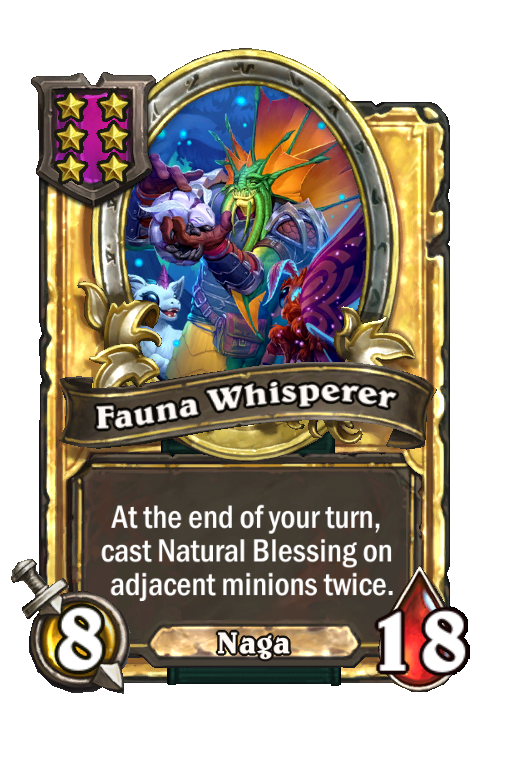 Fauna Whisperer
At the end of your turn,
cast Natural Blessing on
adjacent minions twice.
8
Naga
18